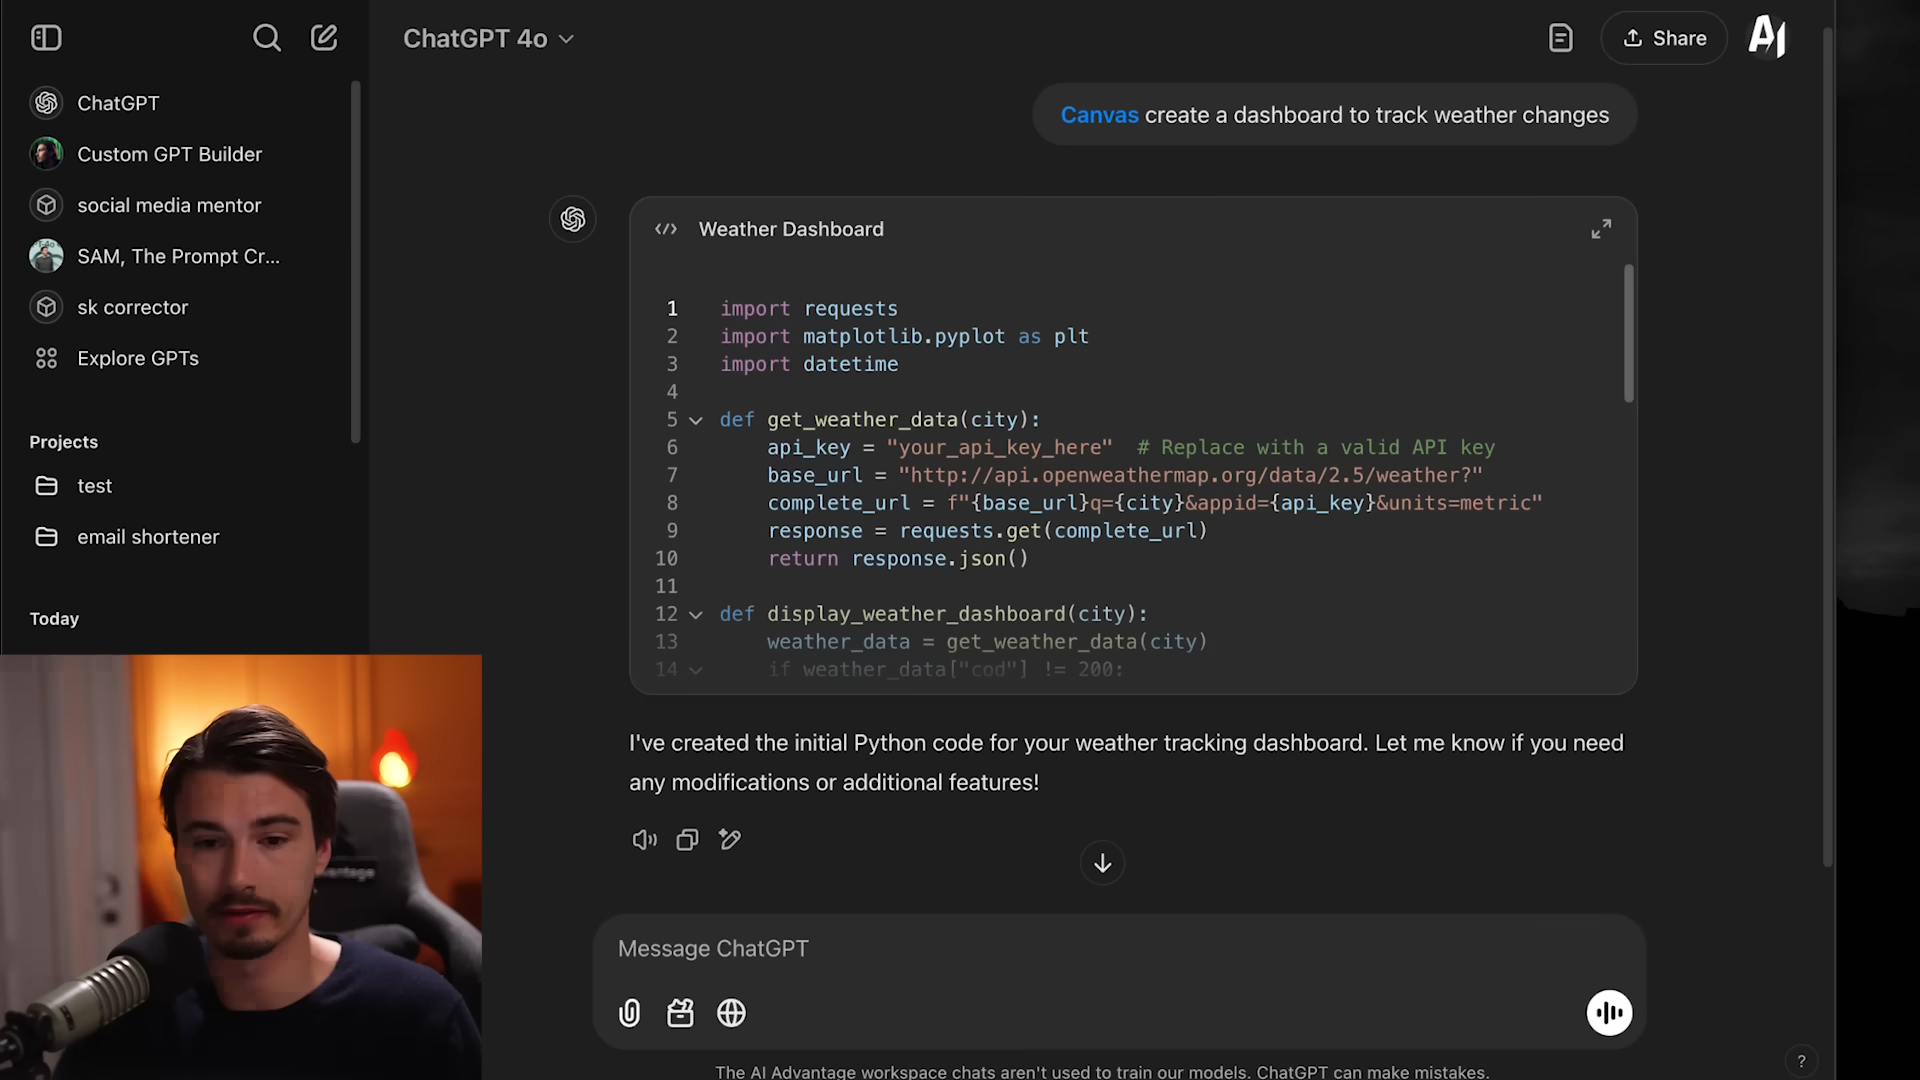 ChatGPT 4o
Share
AI
ChatGPT
Custom GPT Builder
social media mentor
SAM, The Prompt Cr...
sk corrector
Explore GPTs
Projects
test
email shortener
Today
Canvas create a dashboard to track weather changes
Weather Dashboard
1 import requests
2 import matplotlib.pyplot as plt
3 import datetime
4
5 def get_weather_data(city):
6 api_key = "your_api_key_here" # Replace with a valid API key
7 base_url = "http://api.openweathermap.org/data/2.5/weather?"
8 complete_url = f"{base_url}q={city}&appid={api_key}&units=metric"
9 response = requests.get(complete_url)
10 return response.json()
11
12 def display_weather_dashboard(city):
13 weather_data = get_weather_data(city)
14 if weather_data["cod"] != 200:
I've created the initial Python code for your weather tracking dashboard. Let me know if you need
any modifications or additional features!
Message ChatGPT
The AI Advantage workspace chats aren't used to train our models. ChatGPT can make mistakes.
?